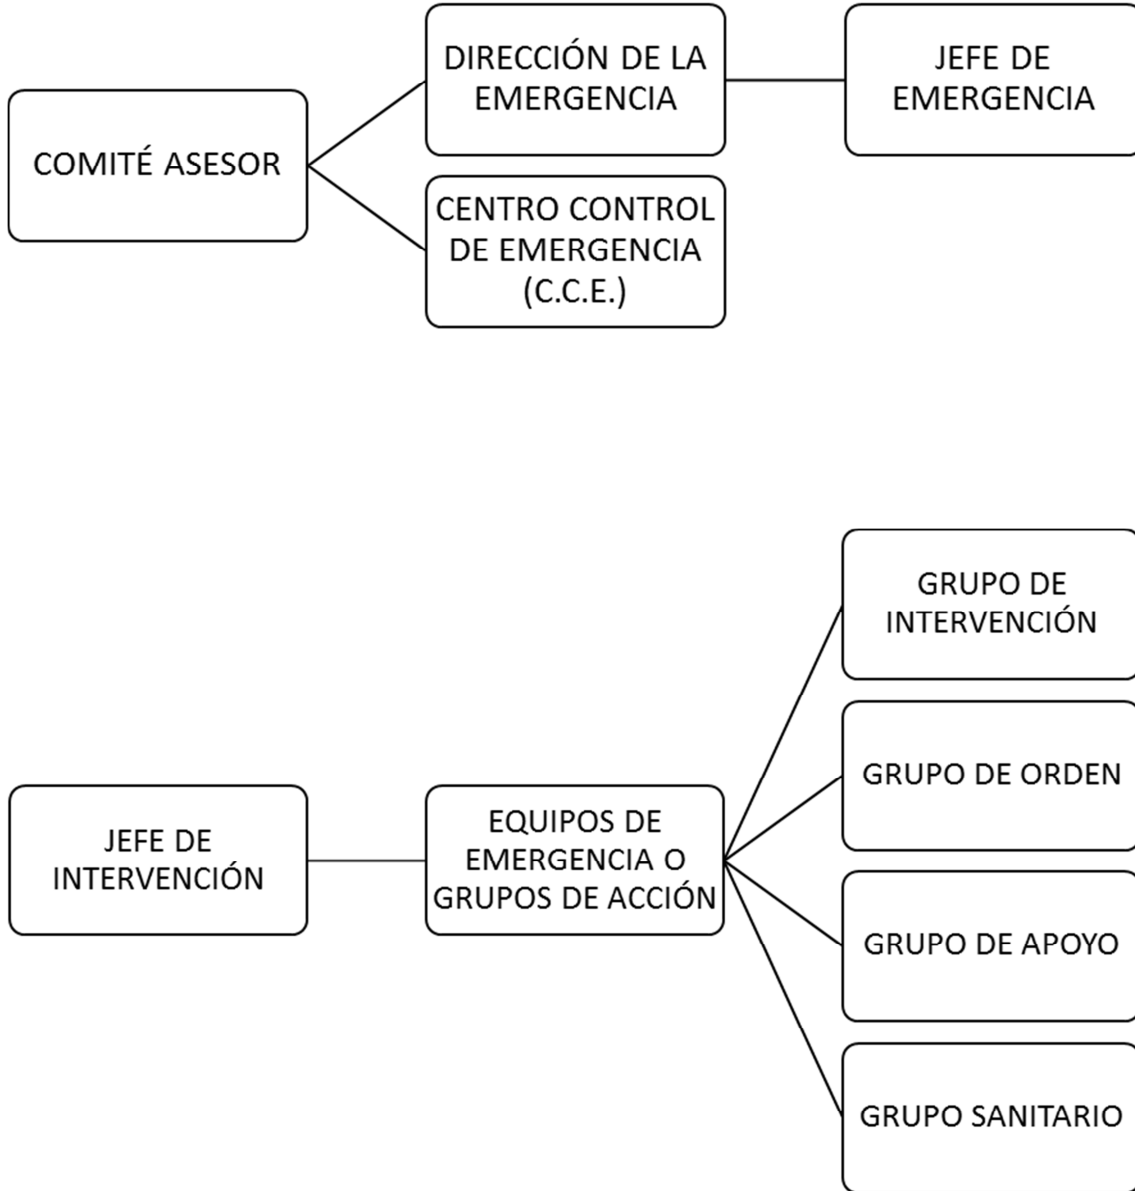 COMITÉ ASESOR
DIRECCIÓN DE LA
EMERGENCIA
JEFE DE
EMERGENCIA
CENTRO CONTROL
DE EMERGENCIA
(C.C.E.)
JEFE DE
INTERVENCIÓN
EQUIPOS DE
EMERGENCIA O
GRUPOS DE ACCIÓN
GRUPO DE
INTERVENCIÓN
GRUPO DE ORDEN
GRUPO DE APOYO
GRUPO SANITARIO